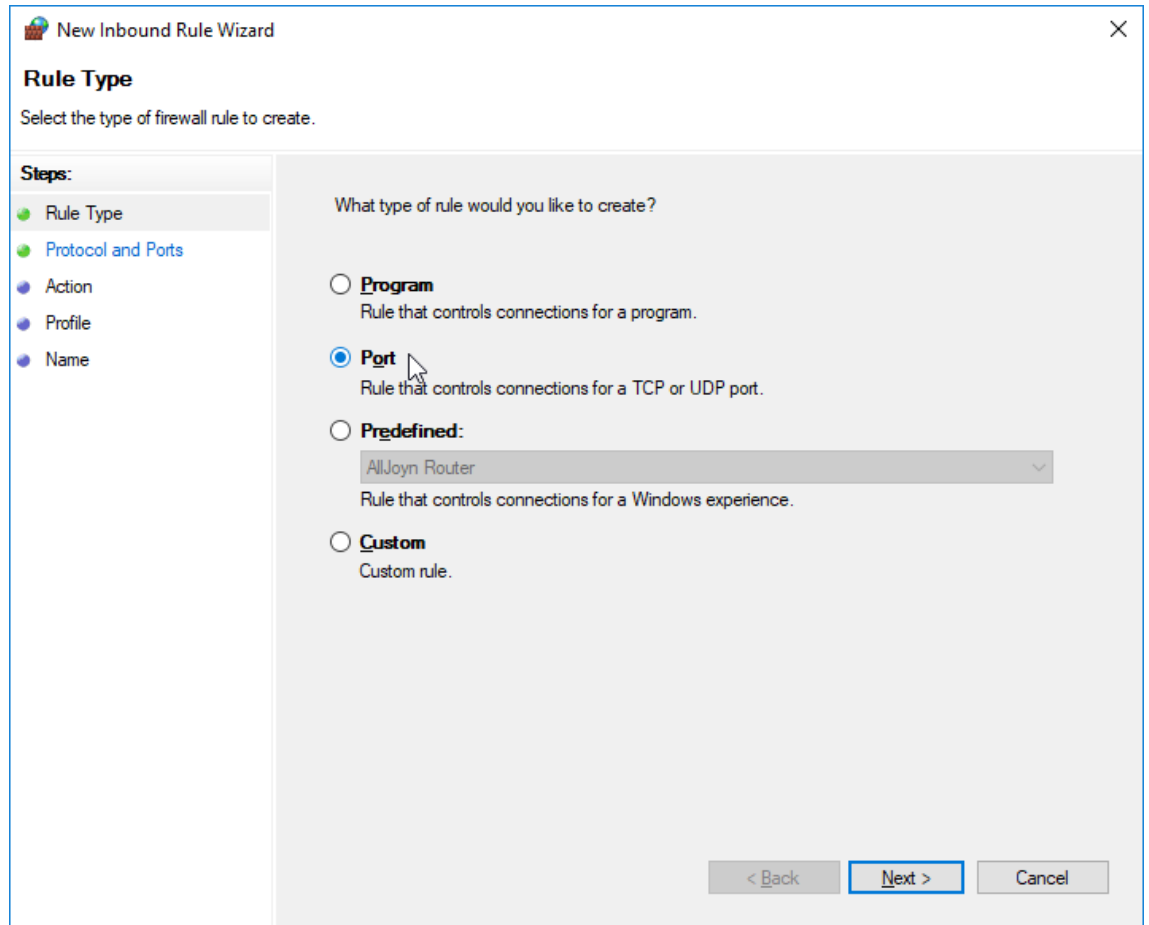 New Inbound Rule Wizard
Rule Type
Select the type of firewall rule to create.
Steps:
Rule Type
Protocol and Ports
Action
Profile
Name
What type of rule would you like to create?
Program
Rule that controls connections for a program.
Port
Rule that controls connections for a TCP or UDP port.
Predefined:
AllJoyn Router
Rule that controls connections for a Windows experience.
Custom
Custom rule.
< Back
Next >
Cancel